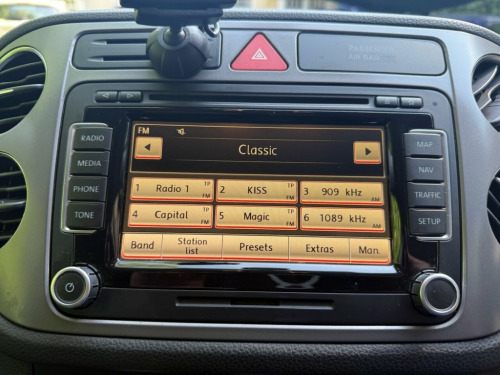 PASSENGER
AIR BAG
RADIO
MEDIA
PHONE
TONE
FM
Classic
1 Radio 1 TP FM
2 KISS TP FM
3 909 kHz AM
4 Capital TP FM
5 Magic TP FM
6 1089 kHz AM
Band
Station list
Presets
Extras
Man.
MAP
NAV
TRAFFIC
SETUP